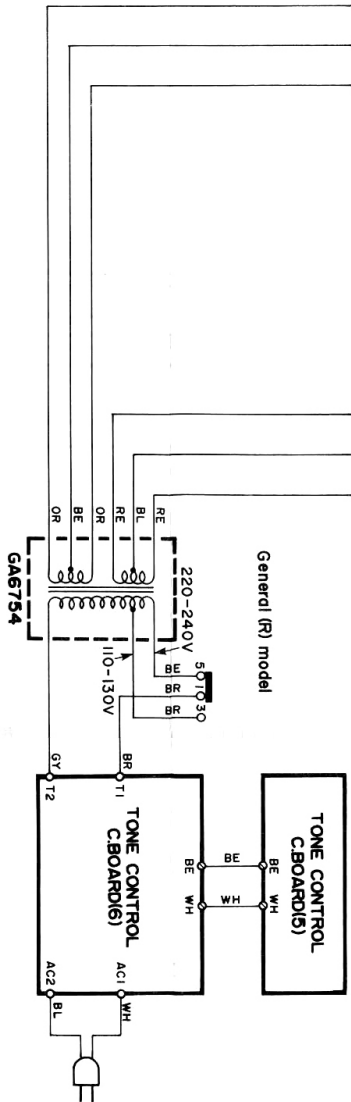 General (R) model
OR
BE
OR
RE
BL
RE
GA6754
220-240V
110-130V
BE
BR
BR
5
1
3
GY
BR
T2
T1
TONE CONTROL
C.BOARD(6)
BE
WH
BE
WH
BE
WH
TONE CONTROL
C.BOARD(5)
AC2
AC1
BL
WH